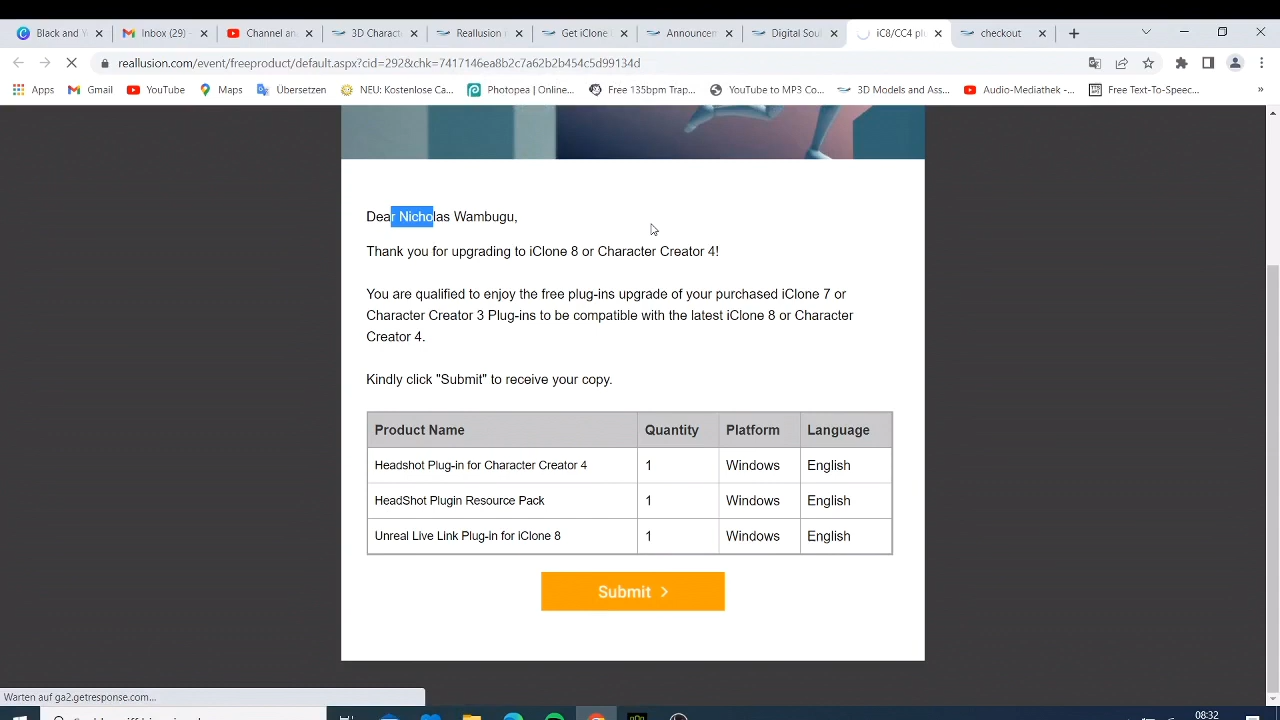 Black and W
Inbox (29) -
Channel an
3D Charact
Reallusion
Get iClone
Announcem
Digital Soul
iC8/CC4 pl
checkout
reallusion.com/event/freeproduct/default.aspx?cid=292&chk=7417146ea8b2c7a62b2b454c5d99134d
Apps
Gmail
YouTube
Maps
Übersetzen
NEU: Kostenlose Ca...
Photopea | Online...
Free 135bpm Trap...
YouTube to MP3 Co...
3D Models and Ass...
Audio-Mediathek -...
Free Text-To-Speec...
»
Dear Nicholas Wambugu,
Thank you for upgrading to iClone 8 or Character Creator 4!
You are qualified to enjoy the free plug-ins upgrade of your purchased iClone 7 or
Character Creator 3 Plug-ins to be compatible with the latest iClone 8 or Character
Creator 4.
Kindly click "Submit" to receive your copy.
Product Name Quantity Platform Language
Headshot Plug-in for Character Creator 4 1 Windows English
HeadShot Plugin Resource Pack 1 Windows English
Unreal Live Link Plug-in for iClone 8 1 Windows English
Submit >
Warten auf ga2.getresponse.com...
08:32